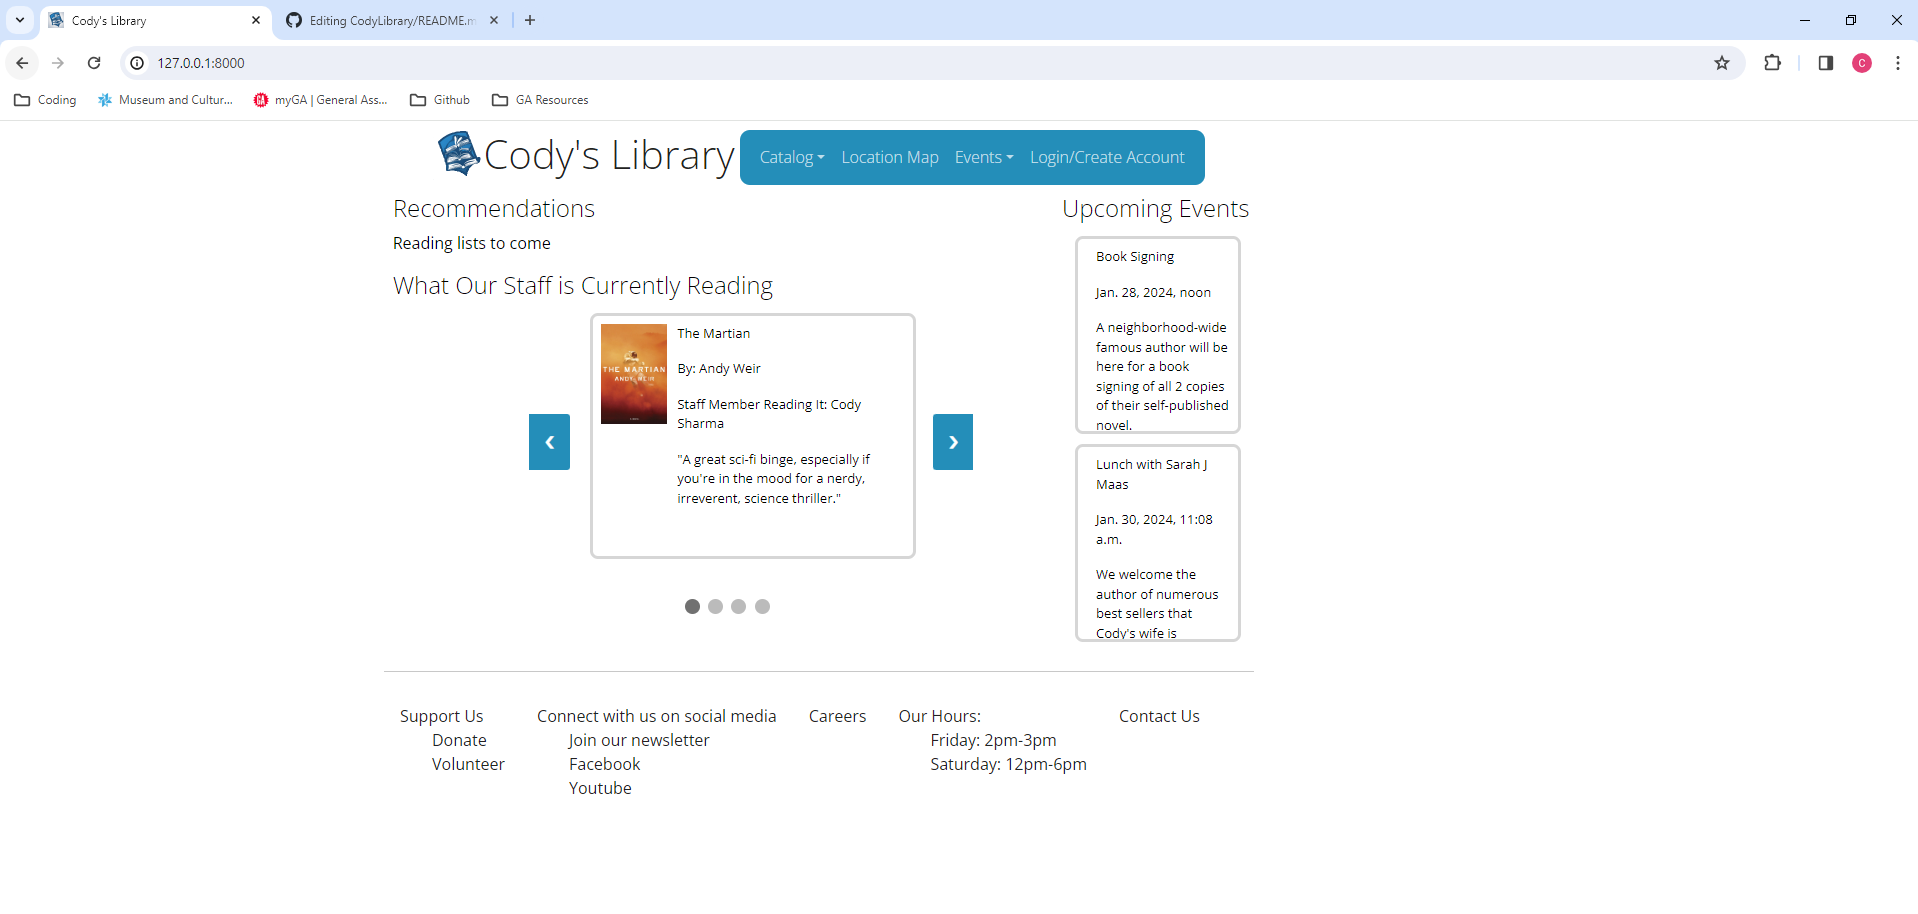 Cody's Library
Editing CodyLibrary/README.m
127.0.0.1:8000
C
Coding
Museum and Cultur...
GA
myGA | General Ass...
Github
GA Resources
Cody's Library
Catalog
Location Map
Events
Login/Create Account
Recommendations
Reading lists to come
What Our Staff is Currently Reading
THE MARTIAN
ANDY WEIR
The Martian
By: Andy Weir
Staff Member Reading It: Cody
Sharma
"A great sci-fi binge, especially if
you're in the mood for a nerdy,
irreverent, science thriller."
❮
❯
Upcoming Events
Book Signing
Jan. 28, 2024, noon
A neighborhood-wide
famous author will be
here for a book
signing of all 2 copies
of their self-published
novel.
Lunch with Sarah J
Maas
Jan. 30, 2024, 11:08
a.m.
We welcome the
author of numerous
best sellers that
Cody's wife is
Support Us
Donate
Volunteer
Connect with us on social media
Join our newsletter
Facebook
Youtube
Careers
Our Hours:
Friday: 2pm-3pm
Saturday: 12pm-6pm
Contact Us